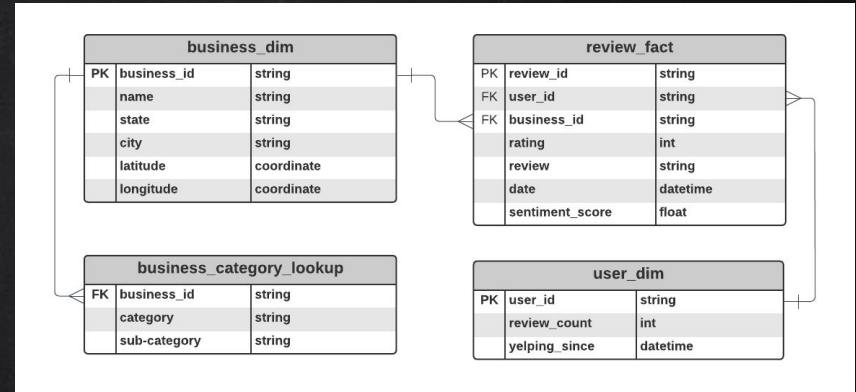 business_dim
PK business_id string
name string
state string
city string
latitude coordinate
longitude coordinate
review_fact
PK review_id string
FK user_id string
FK business_id string
rating int
review string
date datetime
sentiment_score float
business_category_lookup
FK business_id string
category string
sub-category string
user_dim
PK user_id string
review_count int
yelping_since datetime